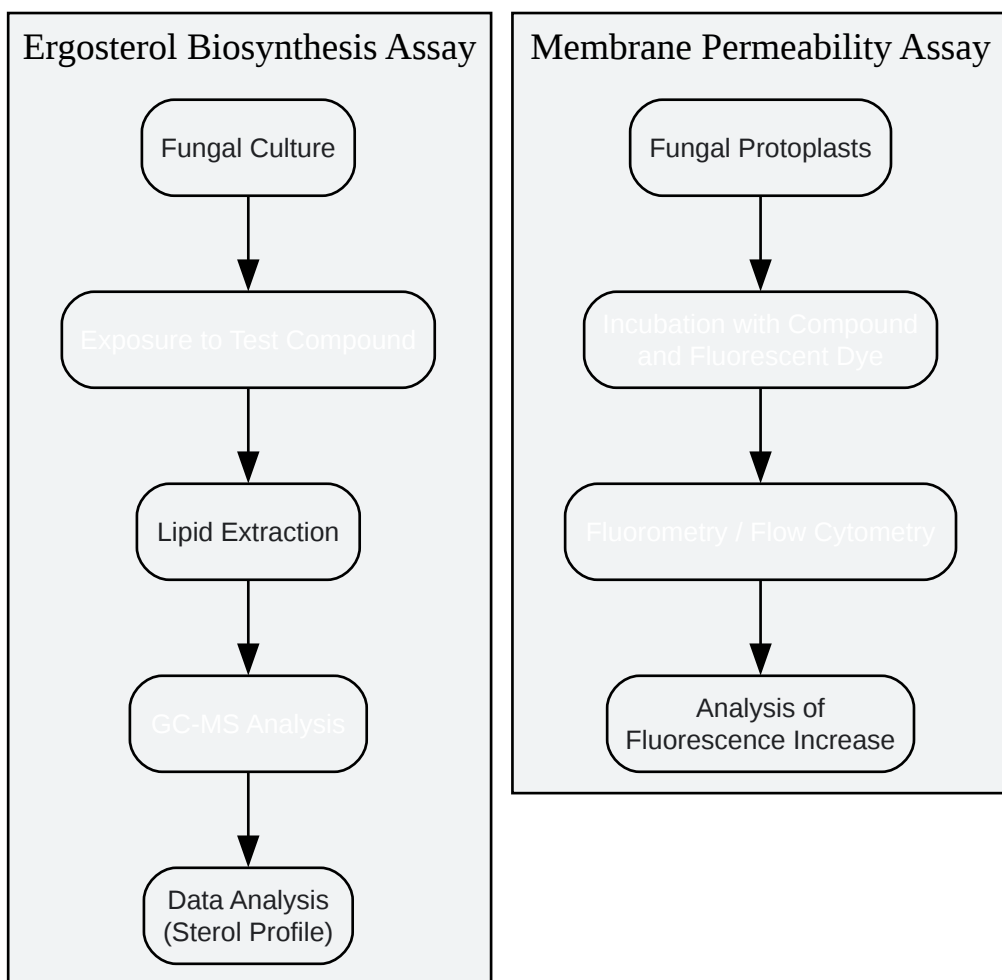 Ergosterol Biosynthesis Assay
Fungal Culture
Exposure to Test Compound
Lipid Extraction
GC-MS Analysis
Data Analysis
(Sterol Profile)
Membrane Permeability Assay
Fungal Protoplasts
Incubation with Compound
and Fluorescent Dye
Fluorometry / Flow Cytometry
Analysis of
Fluorescence Increase